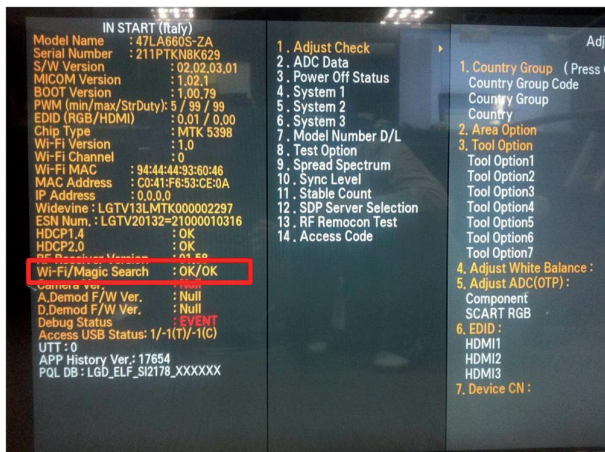 IN START (Italy)
Model Name : 47LA660S-ZA
Serial Number : 211PTKN8K629
S/W Version : 02,02,03,01
MICOM Version : 1,02,1
BOOT Version : 1,00,79
PWM (min/max/StrDuty): 5 / 99 / 99
EDID (RGB/HDMI) : 0,01 / 0,00
Chip Type : MTK 5398
Wi-Fi Version : 1,0
Wi-Fi Channel : 0
Wi-Fi MAC : 94:44:44:93:60:46
MAC Address : C0:41:F6:53:CE:0A
IP Address : 0,0,0,0
Widevine : LGTV13LMTK000002297
ESN Num. : LGTV20132=21000010316
HDCP1,4 : OK
HDCP2,0 : OK
RF Receiver Version : 01,58
Wi-Fi/Magic Search : OK/OK
Camera Ver. : Null
A,Demod F/W Ver. : Null
D,Demod F/W Ver. : Null
Debug Status : EVENT
Access USB Status: 1/-1(T)/-1(C)
UTT : 0
APP History Ver,: 17654
PQL DB : LGD_ELF_SI2178_XXXXXX
1 . Adjust Check
2 . ADC Data
3 . Power Off Status
4 . System 1
5 . System 2
6 . System 3
7 . Model Number D/L
8 . Test Option
9 . Spread Spectrum
10 . Sync Level
11 . Stable Count
12 . SDP Server Selection
13 . RF Remocon Test
14 . Access Code
Adj
1. Country Group (Press
Country Group Code
Country Group
Country
2. Area Option
3. Tool Option
Tool Option1
Tool Option2
Tool Option3
Tool Option4
Tool Option5
Tool Option6
Tool Option7
4. Adjust White Balance :
5. Adjust ADC(OTP) :
Component
SCART RGB
6. EDID :
HDMI1
HDMI2
HDMI3
7. Device CN :